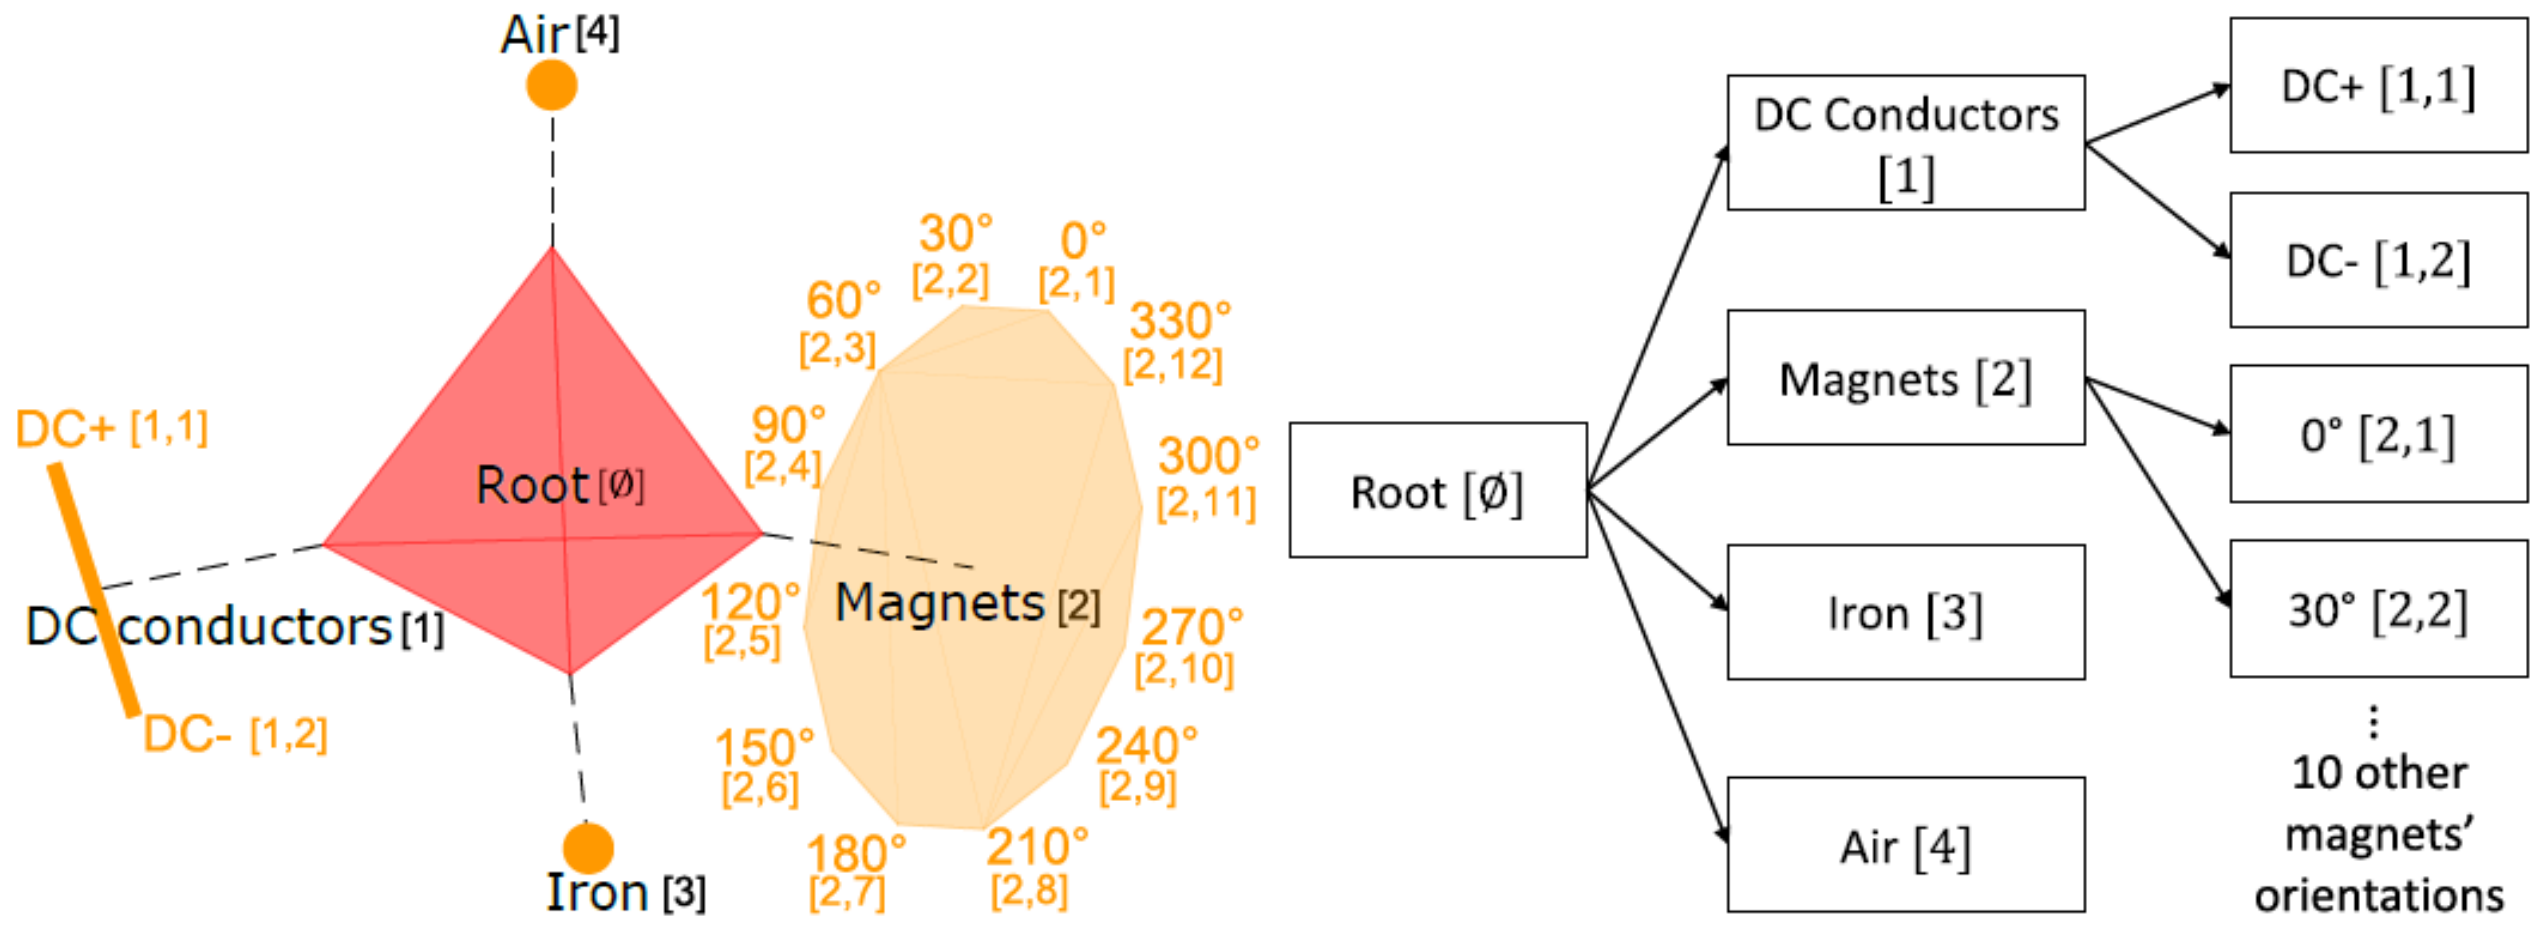 Air [4]
30°
[2,2]
0°
[2,1]
60°
[2,3]
330°
[2,12]
90°
[2,4]
DC+ [1,1]
Root [Ø]
300°
[2,11]
120°
[2,5]
Magnets [2]
DC conductors [1]
270°
[2,10]
DC- [1,2]
150°
[2,6]
240°
[2,9]
180°
[2,7]
210°
[2,8]
Iron [3]
Root [Ø]
DC Conductors
[1]
Magnets [2]
Iron [3]
Air [4]
DC+ [1,1]
DC- [1,2]
0° [2,1]
30° [2,2]
⋮
10 other
magnets’
orientations